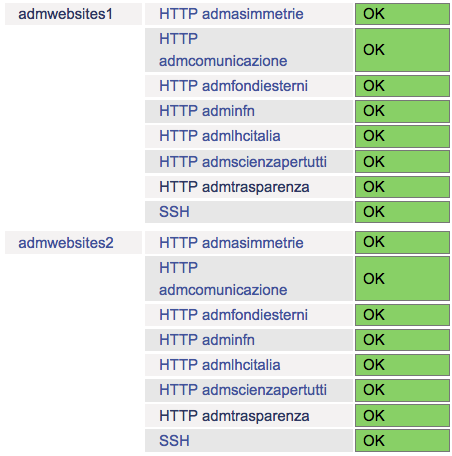 admwebsites1 HTTP admasimmetrie OK
HTTP
admcomunicazione OK
HTTP admfondiesterni OK
HTTP adminfn OK
HTTP admlhcitalia OK
HTTP admscienzapertutti OK
HTTP admtrasparenza OK
SSH OK
admwebsites2 HTTP admasimmetrie OK
HTTP
admcomunicazione OK
HTTP admfondiesterni OK
HTTP adminfn OK
HTTP admlhcitalia OK
HTTP admscienzapertutti OK
HTTP admtrasparenza OK
SSH OK